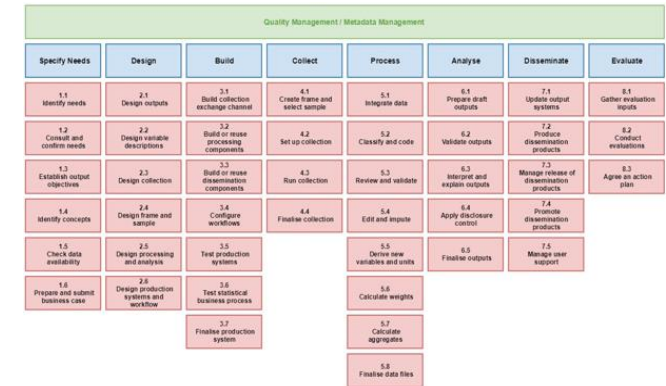 Quality Management / Metadata Management
Specify Needs
Design
Build
Collect
Process
Analyse
Disseminate
Evaluate
1.1
Identify needs
1.2
Consult and
confirm needs
1.3
Establish output
objectives
1.4
Identify concepts
1.5
Check data
availability
1.6
Prepare and submit
business case
2.1
Design outputs
2.2
Design variable
descriptions
2.3
Design collection
2.4
Design frame and
sample
2.5
Design processing
and analysis
2.6
Design production
systems and
workflow
3.1
Build collection
exchange channel
3.2
Build or reuse
processing
components
3.3
Build or reuse
dissemination
components
3.4
Configure
workflows
3.5
Test production
systems
3.6
Test statistical
business process
3.7
Finalise production
system
4.1
Create frame and
select sample
4.2
Set up collection
4.3
Run collection
4.4
Finalise collection
5.1
Integrate data
5.2
Classify and code
5.3
Review and validate
5.4
Edit and impute
5.5
Derive new
variables and units
5.6
Calculate weights
5.7
Calculate
aggregates
5.8
Finalise data files
6.1
Prepare draft
outputs
6.2
Validate outputs
6.3
Interpret and
explain outputs
6.4
Apply disclosure
control
6.5
Finalise outputs
7.1
Update output
systems
7.2
Produce
dissemination
products
7.3
Manage release of
dissemination
products
7.4
Promote
dissemination
products
7.5
Manage user
support
8.1
Gather evaluation
inputs
8.2
Conduct
evaluations
8.3
Agree an action
plan